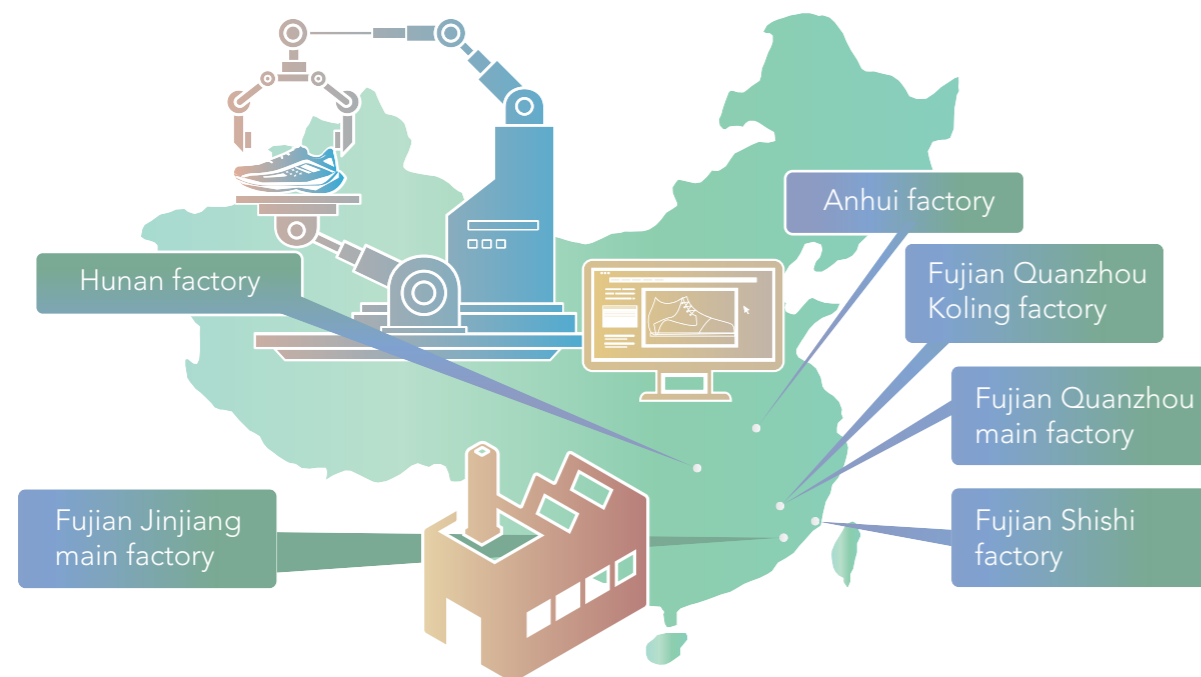 Anhui factory
Hunan factory
Fujian Quanzhou
Koling factory
Fujian Quanzhou
main factory
Fujian Jinjiang
main factory
Fujian Shishi
factory